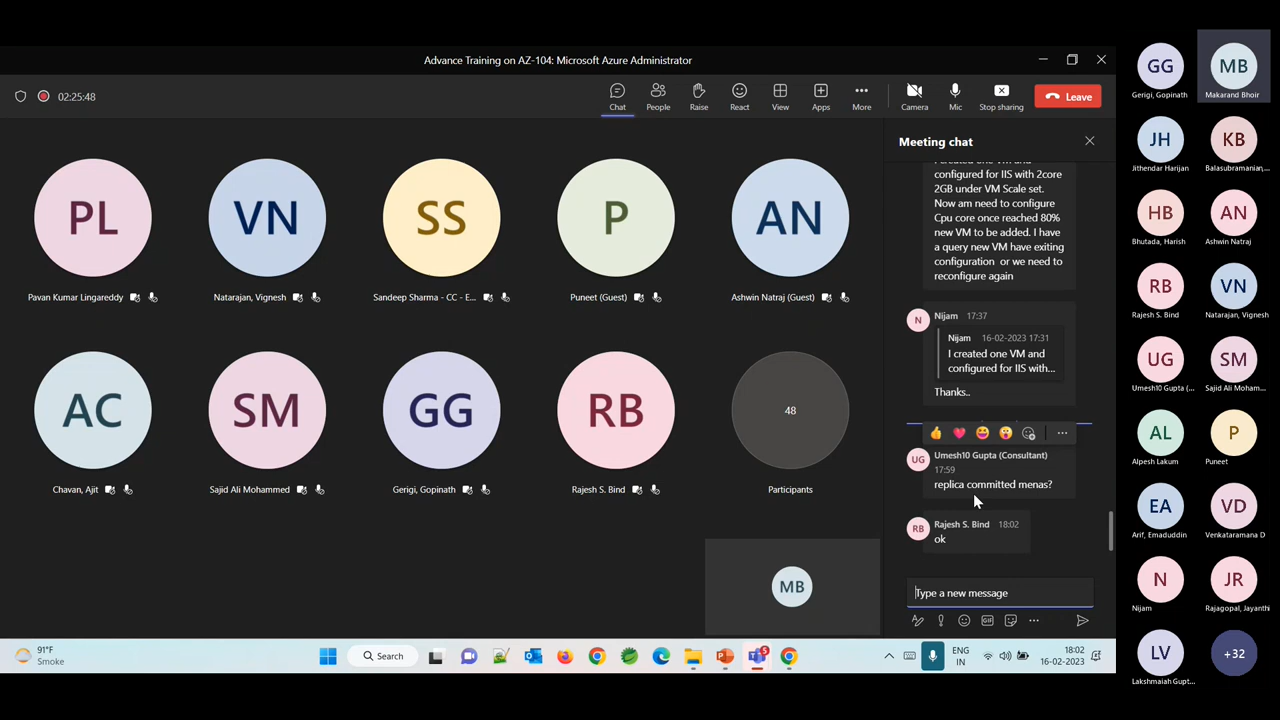 Advance Training on AZ-104: Microsoft Azure Administrator
02:25:48
Chat
People
Raise
React
View
Apps
More
Camera
Mic
Stop sharing
Leave
PL
VN
SS
P
AN
Pavan Kumar Lingareddy
Natarajan, Vignesh
Sandeep Sharma - CC - E...
Puneet (Guest)
Ashwin Natraj (Guest)
AC
SM
GG
RB
48
Chavan, Ajit
Sajid Ali Mohammed
Gerigi, Gopinath
Rajesh S. Bind
Participants
MB
Meeting chat
I created one VM and
configured for IIS with 2core
2GB under VM Scale set.
Now am need to configure
Cpu core once reached 80%
new VM to be added. I have
a query new VM have exiting
configuration or we need to
reconfigure again
N
Nijam 17:37
Nijam 16-02-2023 17:31
I created one VM and
configured for IIS with...
Thanks..
UG
Umesh10 Gupta (Consultant)
17:59
replica committed menas?
RB
Rajesh S. Bind 18:02
ok
Type a new message
GIF
GG
MB
Gerigi, Gopinath
Makarand Bhoir
JH
KB
Jithendar Harijan
Balasubramanian,...
HB
AN
Bhutada, Harish
Ashwin Natraj
RB
VN
Rajesh S. Bind
Natarajan, Vignesh
UG
SM
Umesh10 Gupta (...
Sajid Ali Moham...
AL
P
Alpesh Lakum
Puneet
EA
VD
Arif, Emaduddin
Venkataramana D
N
JR
Nijam
Rajagopal, Jayanthi
LV
+32
Lakshmaiah Gupt...
91°F
Smoke
Search
5
ENG
IN
18:02
16-02-2023